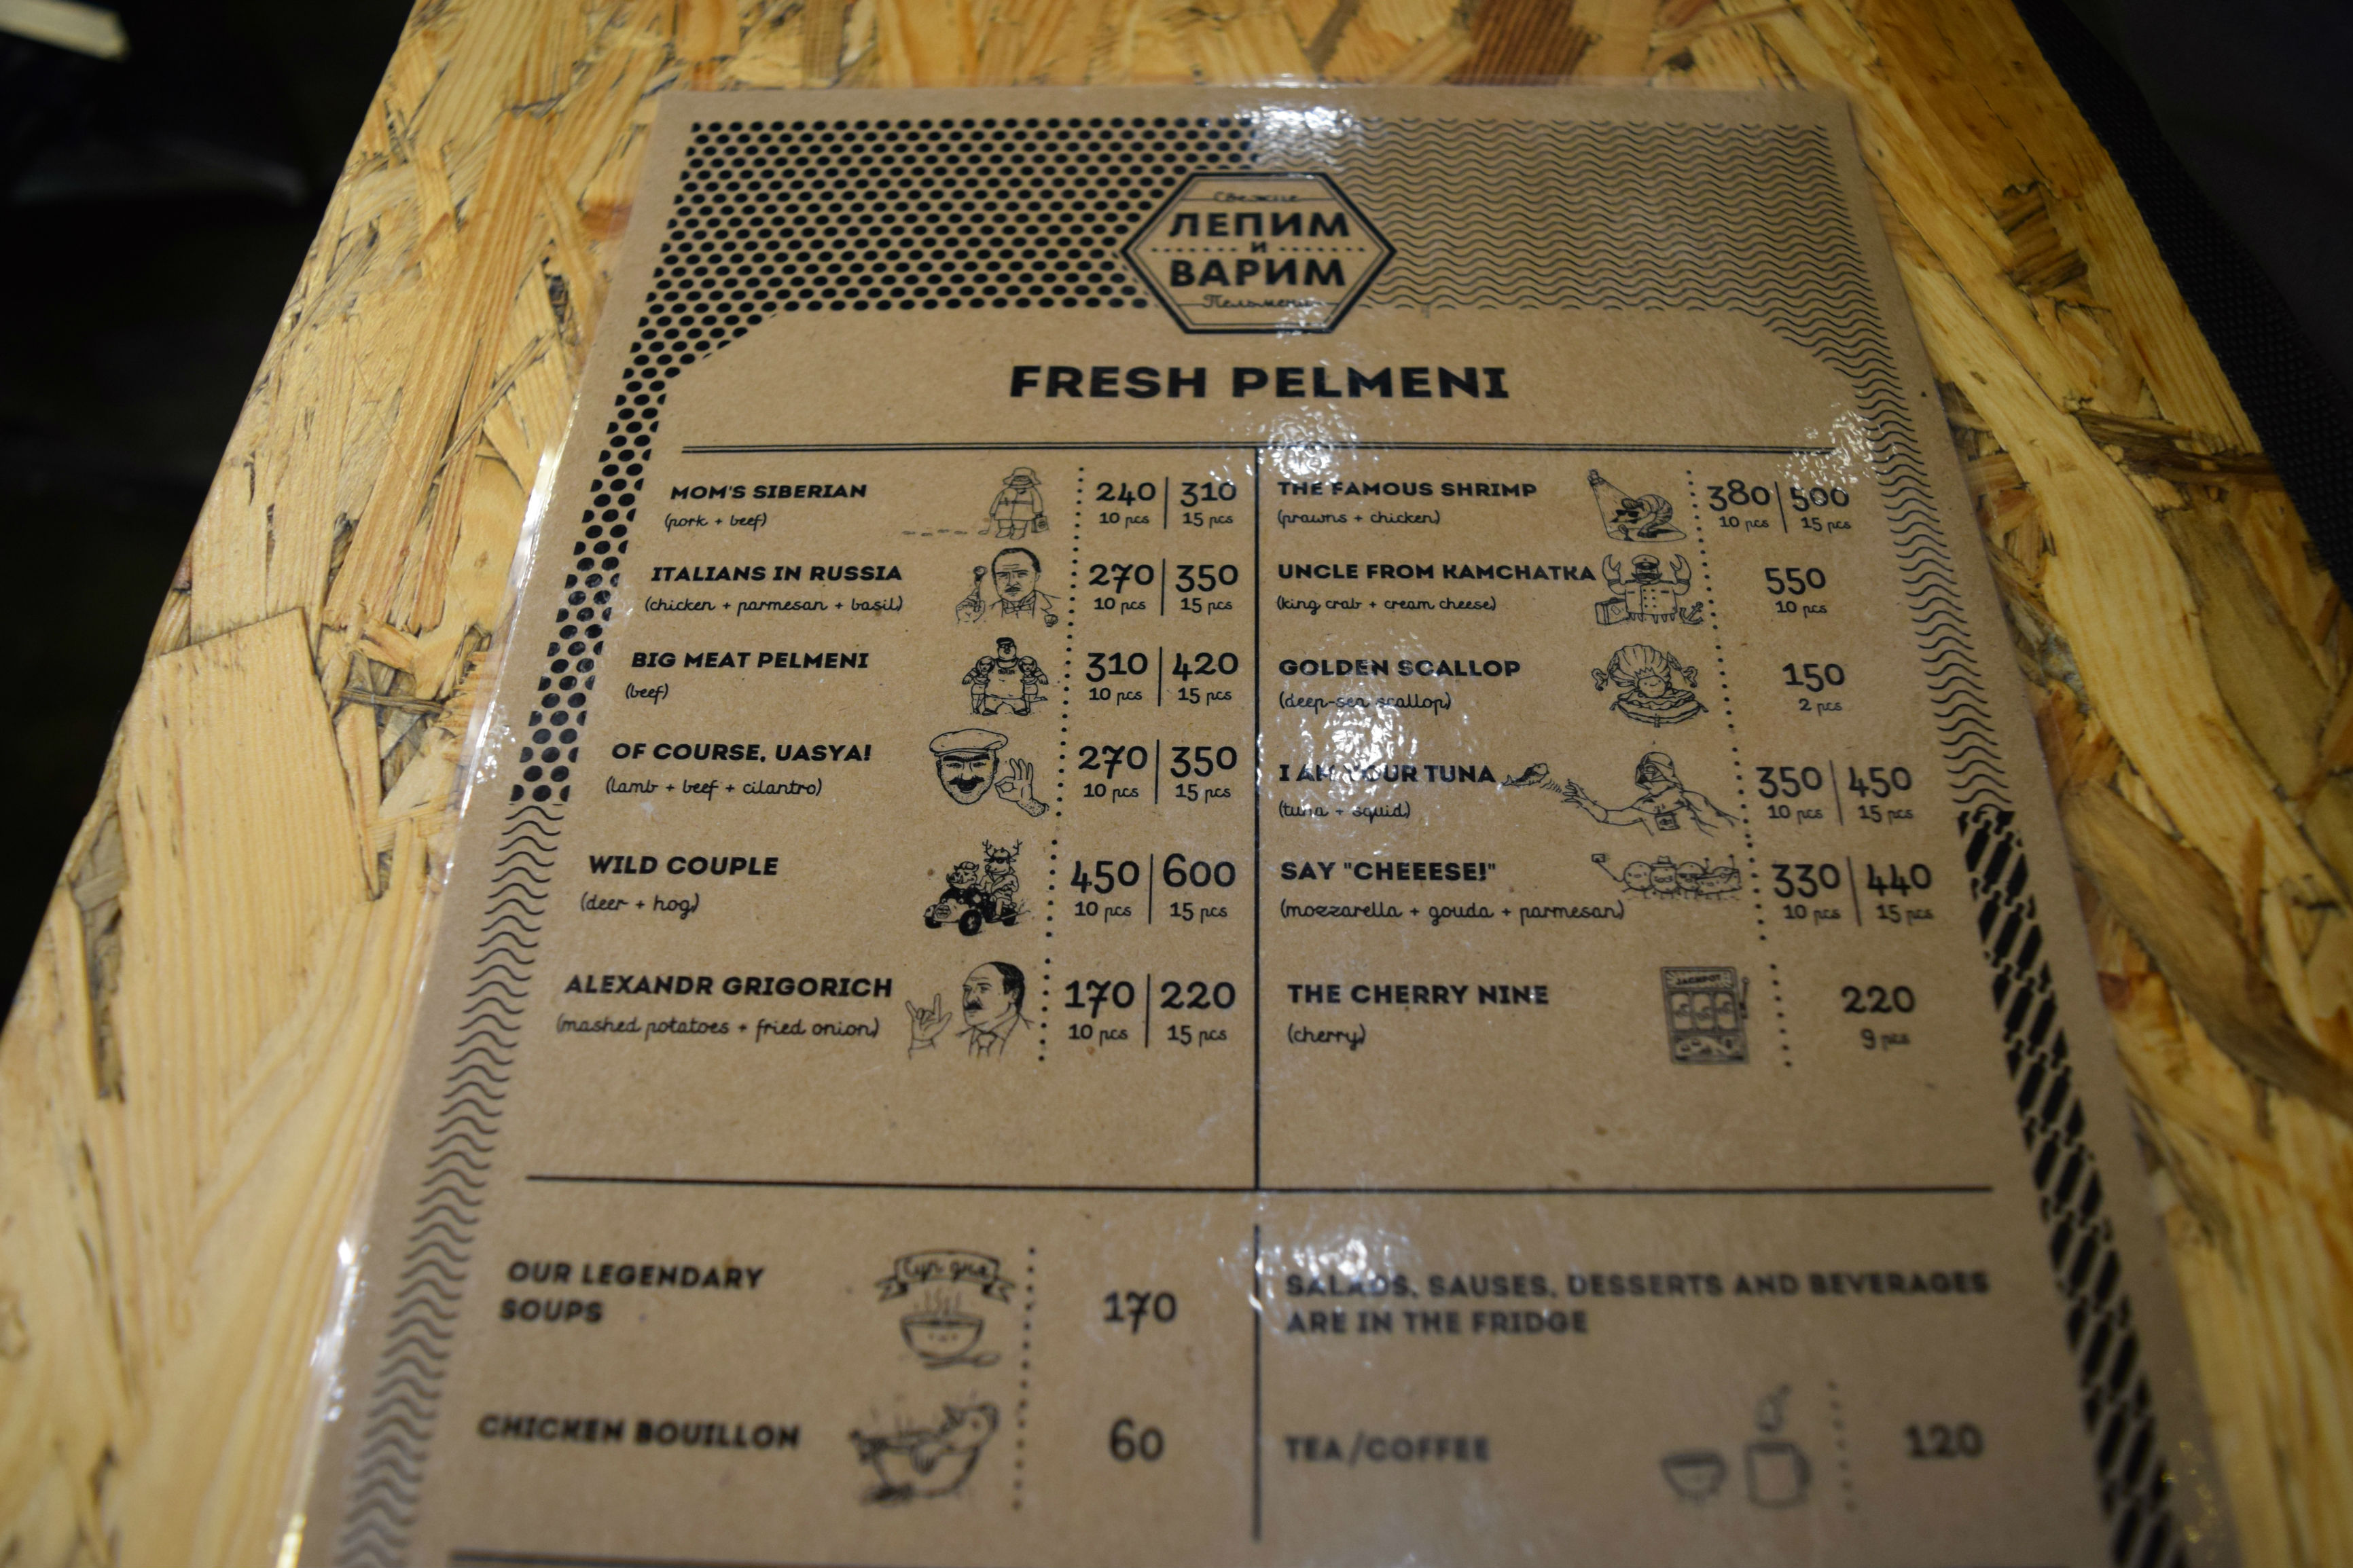 Свежие
ЛЕПИМ
И
ВАРИМ
Пельмени
FRESH PELMENI
MOM'S SIBERIAN
(pork + beef)
240 | 310
10 pcs 15 pcs
ITALIANS IN RUSSIA
(chicken + parmesan + basil)
270 | 350
10 pcs 15 pcs
BIG MEAT PELMENI
(beef)
310 | 420
10 pcs 15 pcs
OF COURSE, UASYA!
(lamb + beef + cilantro)
270 | 350
10 pcs 15 pcs
WILD COUPLE
(deer + hog)
450 | 600
10 pcs 15 pcs
ALEXANDR GRIGORICH
(mashed potatoes + fried onion)
170 | 220
10 pcs 15 pcs
THE FAMOUS SHRIMP
(prawns + chicken)
380 | 500
10 pcs 15 pcs
UNCLE FROM KAMCHATKA
(king crab + cream cheese)
550
10 pcs
GOLDEN SCALLOP
(deep-sea scallop)
150
2 pcs
I AM YOUR TUNA
(tuna + squid)
350 | 450
10 pcs 15 pcs
SAY "CHEEESE!"
(mozzarella + gouda + parmesan)
330 | 440
10 pcs 15 pcs
THE CHERRY NINE
(cherry)
JACKPOT
220
9 pcs
OUR LEGENDARY
SOUPS
Суп дня
170
CHICKEN BOUILLON
60
SALADS, SAUSES, DESSERTS AND BEVERAGES
ARE IN THE FRIDGE
TEA/COFFEE
120